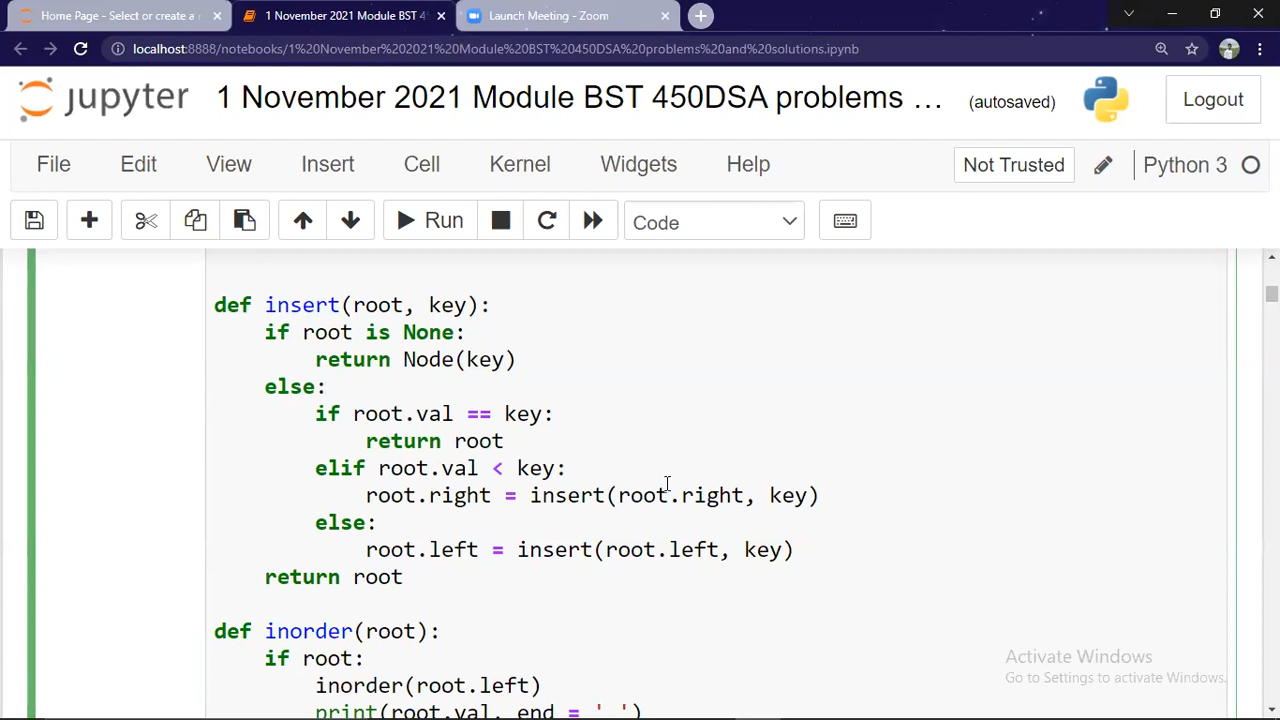 Home Page - Select or create a
1 November 2021 Module BST 4
Launch Meeting - Zoom
localhost:8888/notebooks/1%20November%202021%20Module%20BST%20450DSA%20problems%20and%20solutions.ipynb
jupyter
1 November 2021 Module BST 450DSA problems ...
(autosaved)
Logout
File
Edit
View
Insert
Cell
Kernel
Widgets
Help
Not Trusted
Python 3
Run
Code
def insert(root, key):
    if root is None:
        return Node(key)
    else:
        if root.val == key:
            return root
        elif root.val < key:
            root.right = insert(root.right, key)
        else:
            root.left = insert(root.left, key)
    return root
def inorder(root):
    if root:
        inorder(root.left)
        print(root.val, end = ' ')
Activate Windows
Go to Settings to activate Windows.